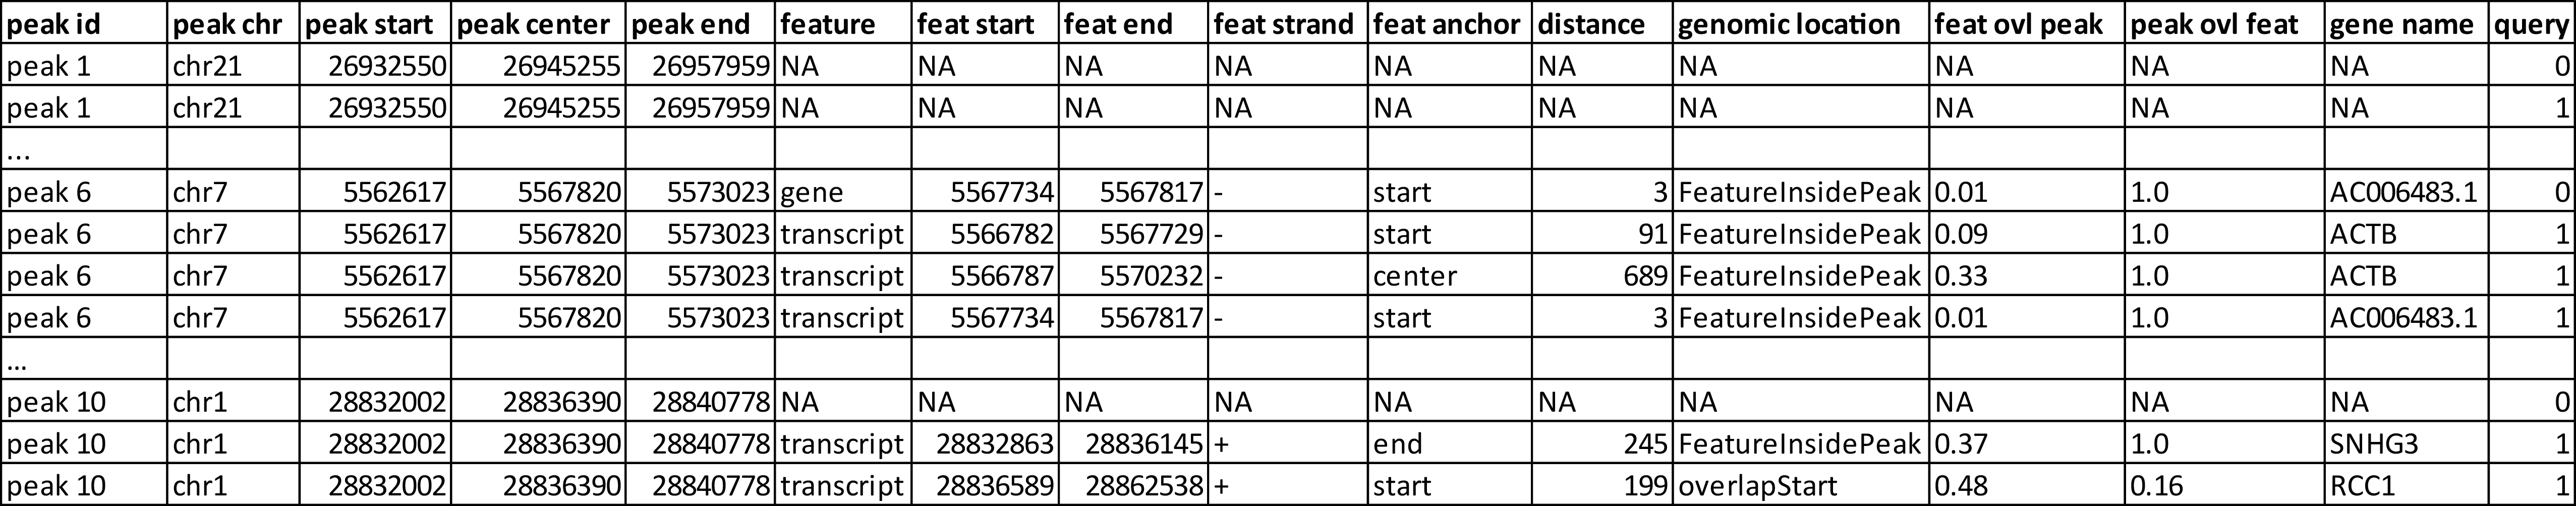 peak id peak chr peak start peak center peak end feature feat start feat end feat strand feat anchor distance genomic location feat ovl peak peak ovl feat gene name query
peak 1 chr21 26932550 26945255 26957959 NA NA NA NA NA NA NA NA NA NA 0
peak 1 chr21 26932550 26945255 26957959 NA NA NA NA NA NA NA NA NA NA 1
...
peak 6 chr7 5562617 5567820 5573023 gene 5567734 5567817 - start 3 FeatureInsidePeak 0.01 1.0 AC006483.1 0
peak 6 chr7 5562617 5567820 5573023 transcript 5566782 5567729 - start 91 FeatureInsidePeak 0.09 1.0 ACTB 1
peak 6 chr7 5562617 5567820 5573023 transcript 5566787 5570232 - center 689 FeatureInsidePeak 0.33 1.0 ACTB 1
peak 6 chr7 5562617 5567820 5573023 transcript 5567734 5567817 - start 3 FeatureInsidePeak 0.01 1.0 AC006483.1 1
...
peak 10 chr1 28832002 28836390 28840778 NA NA NA NA NA NA NA NA NA NA 0
peak 10 chr1 28832002 28836390 28840778 transcript 28832863 28836145 + end 245 FeatureInsidePeak 0.37 1.0 SNHG3 1
peak 10 chr1 28832002 28836390 28840778 transcript 28836589 28862538 + start 199 overlapStart 0.48 0.16 RCC1 1